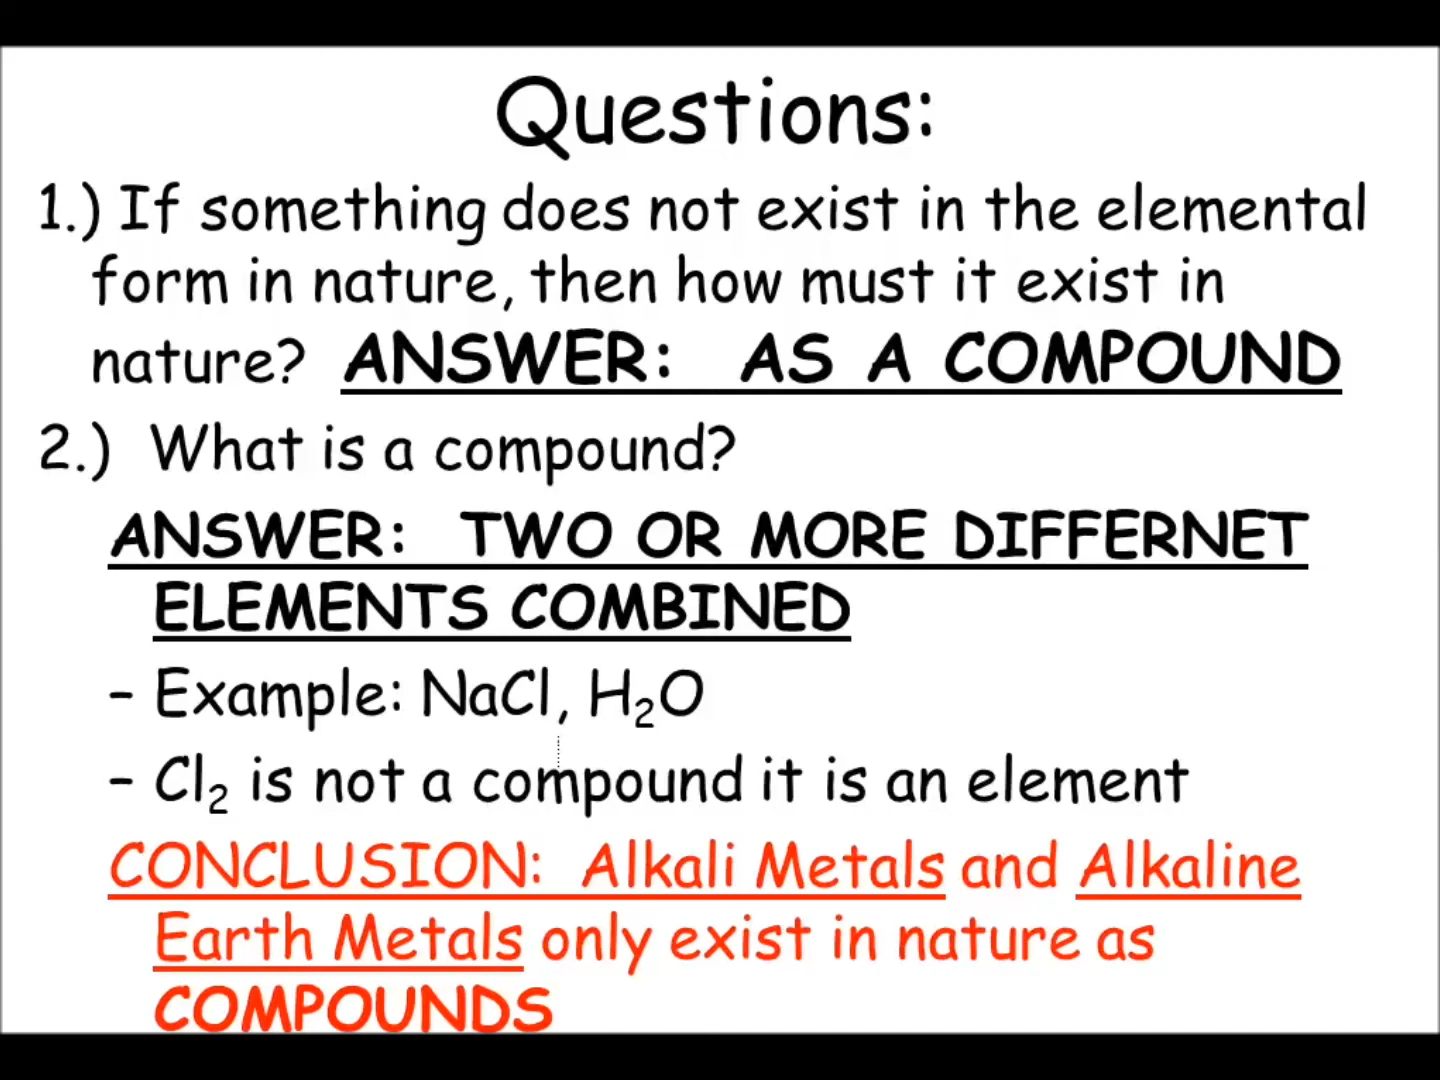 Questions:
1.) If something does not exist in the elemental
form in nature, then how must it exist in
nature? ANSWER: AS A COMPOUND
2.) What is a compound?
ANSWER: TWO OR MORE DIFFERNET
ELEMENTS COMBINED
– Example: NaCl, H₂O
– Cl₂ is not a compound it is an element
CONCLUSION: Alkali Metals and Alkaline
Earth Metals only exist in nature as
COMPOUNDS